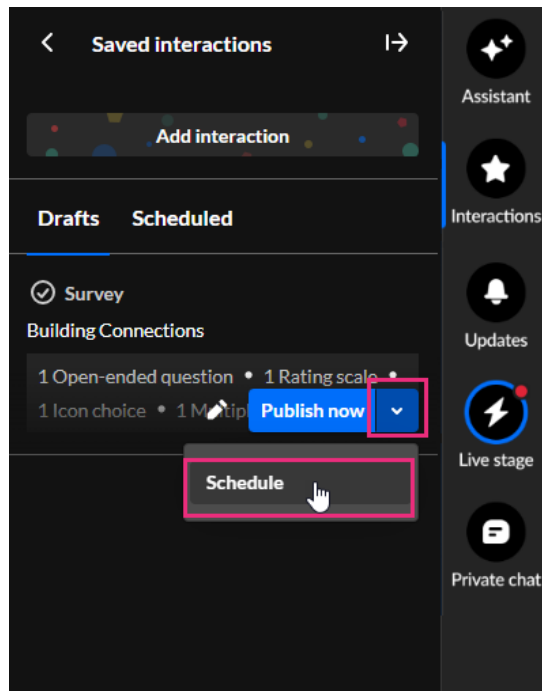 Saved interactions
Assistant
Add interaction
Interactions
Drafts Scheduled
Survey
Building Connections
Updates
1 Open-ended question • 1 Rating scale •
1 Icon choice • 1 Publish now
Live stage
Schedule
Private chat